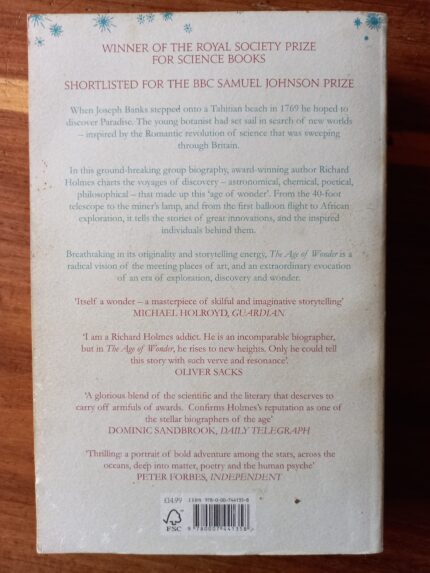 WINNER OF THE ROYAL SOCIETY PRIZE
FOR SCIENCE BOOKS
SHORTLISTED FOR THE BBC SAMUEL JOHNSON PRIZE
When Joseph Banks stepped onto a Tahitian beach in 1769 he hoped to
discover Paradise. The young botanist had set sail in search of new worlds
– inspired by the Romantic revolution of science that was sweeping
through Britain.
In this ground-breaking group biography, award-winning author Richard
Holmes charts the voyages of discovery – astronomical, chemical, poetical,
philosophical – that made up this 'age of wonder'. From the 40-foot
telescope to the miner's lamp, and from the first balloon flight to African
exploration, it tells the stories of great innovations, and the inspired
individuals behind them.
Breathtaking in its originality and storytelling energy, The Age of Wonder is a
radical vision of the meeting places of art, and an extraordinary evocation
of an era of exploration, discovery and wonder.
'Itself a wonder – a masterpiece of skilful and imaginative storytelling'
MICHAEL HOLROYD, GUARDIAN
'I am a Richard Holmes addict. He is an incomparable biographer,
but in The Age of Wonder, he rises to new heights. Only he could tell
this story with such verve and resonance'.
OLIVER SACKS
'A glorious blend of the scientific and the literary that deserves to
carry off armfuls of awards. Confirms Holmes's reputation as one of
the stellar biographers of the age'
DOMINIC SANDBROOK, DAILY TELEGRAPH
'Thrilling: a portrait of bold adventure among the stars, across the
oceans, deep into matter, poetry and the human psyche'
PETER FORBES, INDEPENDENT
£14.99 ISBN 978-0-00-744135-8
FSC
9 780007 441358